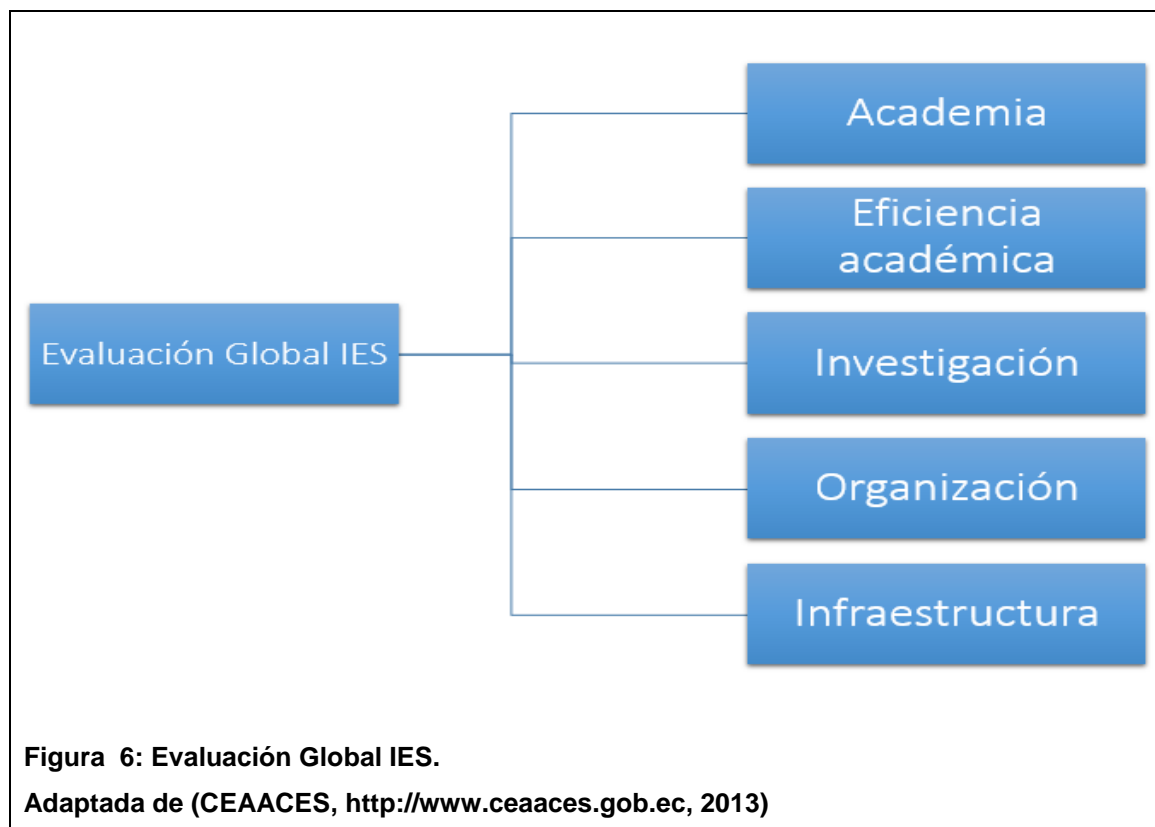 Academia
Eficiencia
académica
Evaluación Global IES
Investigación
Organización
Infraestructura
Figura 6: Evaluación Global IES.
Adaptada de (CEAACES, http://www.ceaaces.gob.ec, 2013)